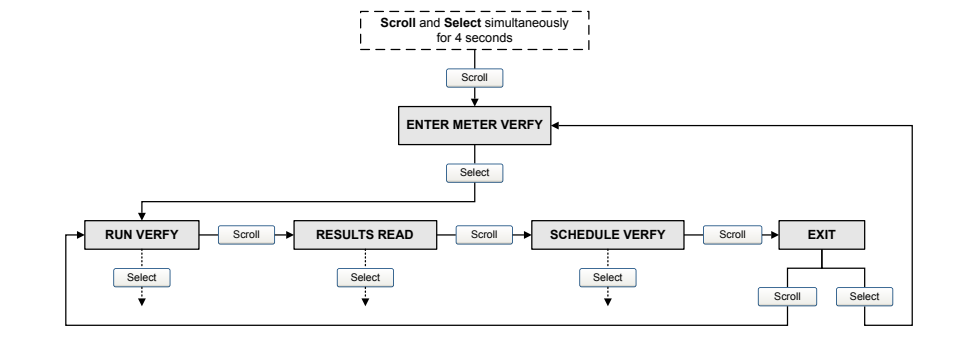 Scroll and Select simultaneously
for 4 seconds
Scroll
ENTER METER VERFY
Select
RUN VERFY
Scroll
RESULTS READ
Scroll
SCHEDULE VERFY
Scroll
EXIT
Select
Select
Select
Scroll
Select